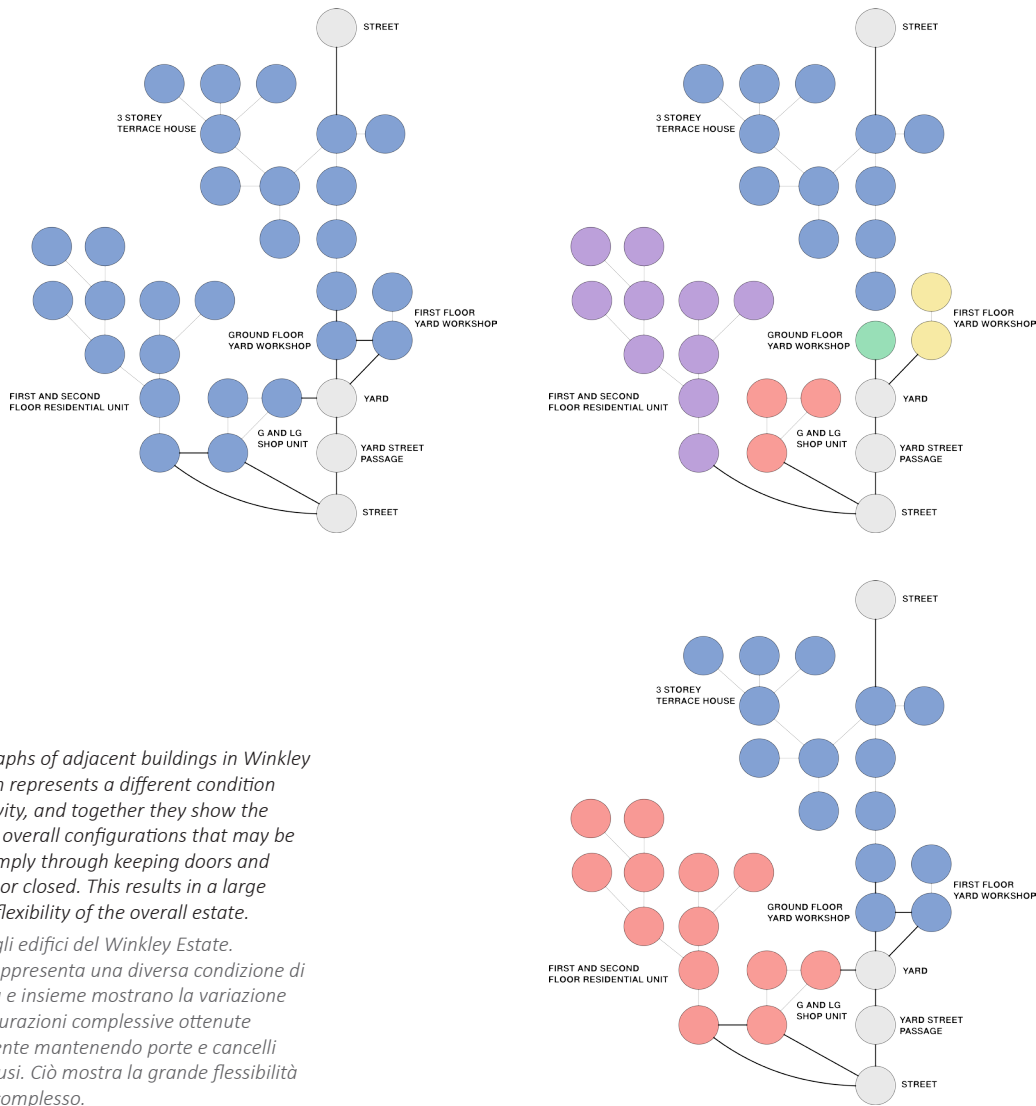 STREET
3 STOREY
TERRACE HOUSE
FIRST FLOOR
YARD WORKSHOP
GROUND FLOOR
YARD WORKSHOP
FIRST AND SECOND
FLOOR RESIDENTIAL UNIT
YARD
G AND LG
SHOP UNIT
YARD STREET
PASSAGE
STREET
STREET
3 STOREY
TERRACE HOUSE
FIRST FLOOR
YARD WORKSHOP
GROUND FLOOR
YARD WORKSHOP
FIRST AND SECOND
FLOOR RESIDENTIAL UNIT
YARD
G AND LG
SHOP UNIT
YARD STREET
PASSAGE
STREET
STREET
3 STOREY
TERRACE HOUSE
FIRST FLOOR
YARD WORKSHOP
GROUND FLOOR
YARD WORKSHOP
FIRST AND SECOND
FLOOR RESIDENTIAL UNIT
YARD
G AND LG
SHOP UNIT
YARD STREET
PASSAGE
STREET
aphs of adjacent buildings in Winkley
n represents a different condition
vity, and together they show the
overall configurations that may be
mply through keeping doors and
or closed. This results in a large
flexibility of the overall estate.
gli edifici del Winkley Estate.
appresenta una diversa condizione di
e insieme mostrano la variazione
urazioni complessive ottenute
ente mantenendo porte e cancelli
usi. Ciò mostra la grande flessibilità
complesso.